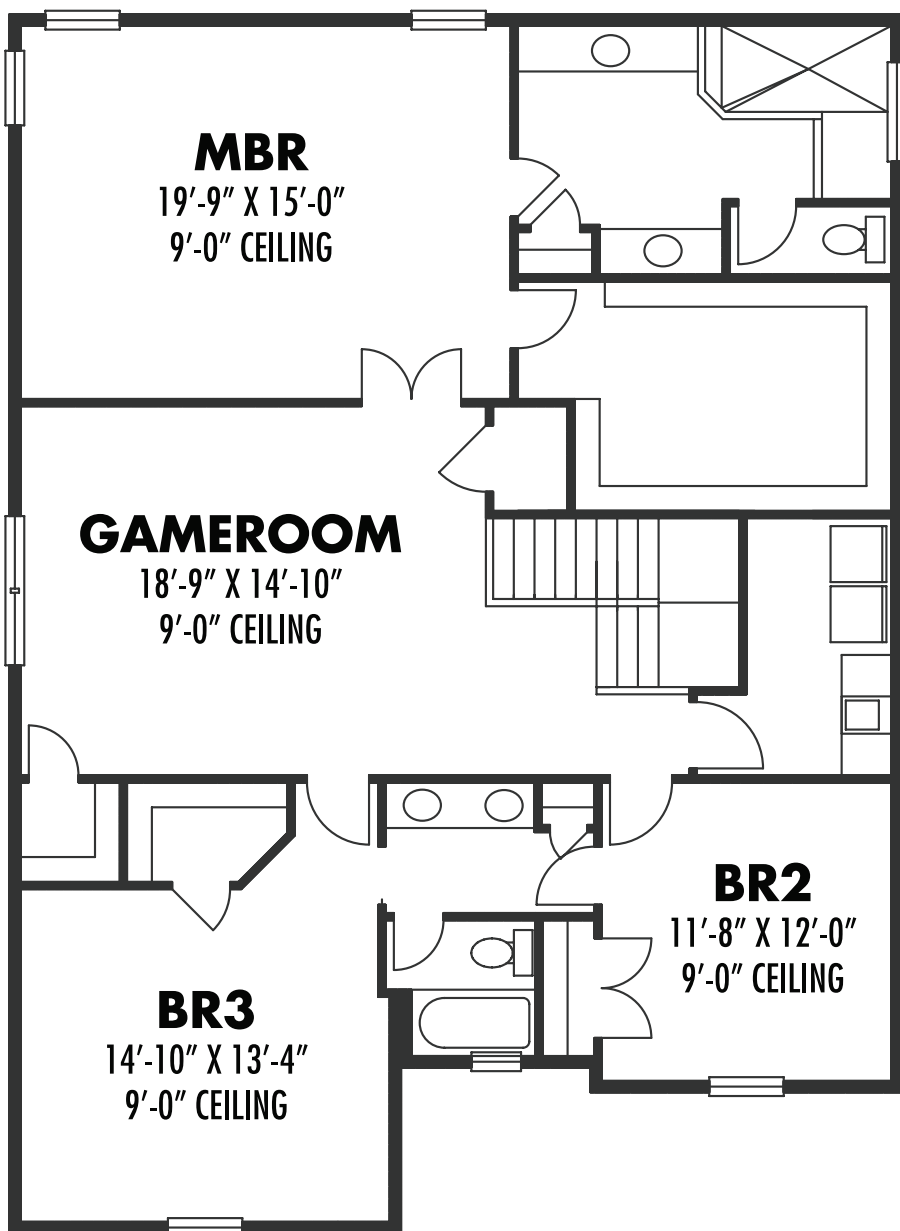 MBR
19′-9″ X 15′-0″
9′-0″ CEILING
GAMEROOM
18′-9″ X 14′-10″
9′-0″ CEILING
BR2
11′-8″ X 12′-0″
9′-0″ CEILING
BR3
14′-10″ X 13′-4″
9′-0″ CEILING